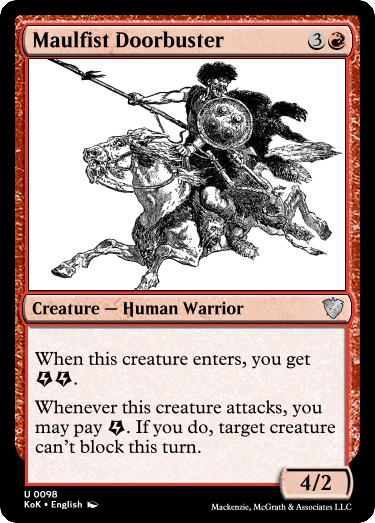 Maulfist Doorbuster 3
Creature — Human Warrior
When this creature enters, you get
.
Whenever this creature attacks, you
may pay . If you do, target creature
can't block this turn.
4/2
U 0098
KoK • English Mackenzie, McGrath & Associates LLC